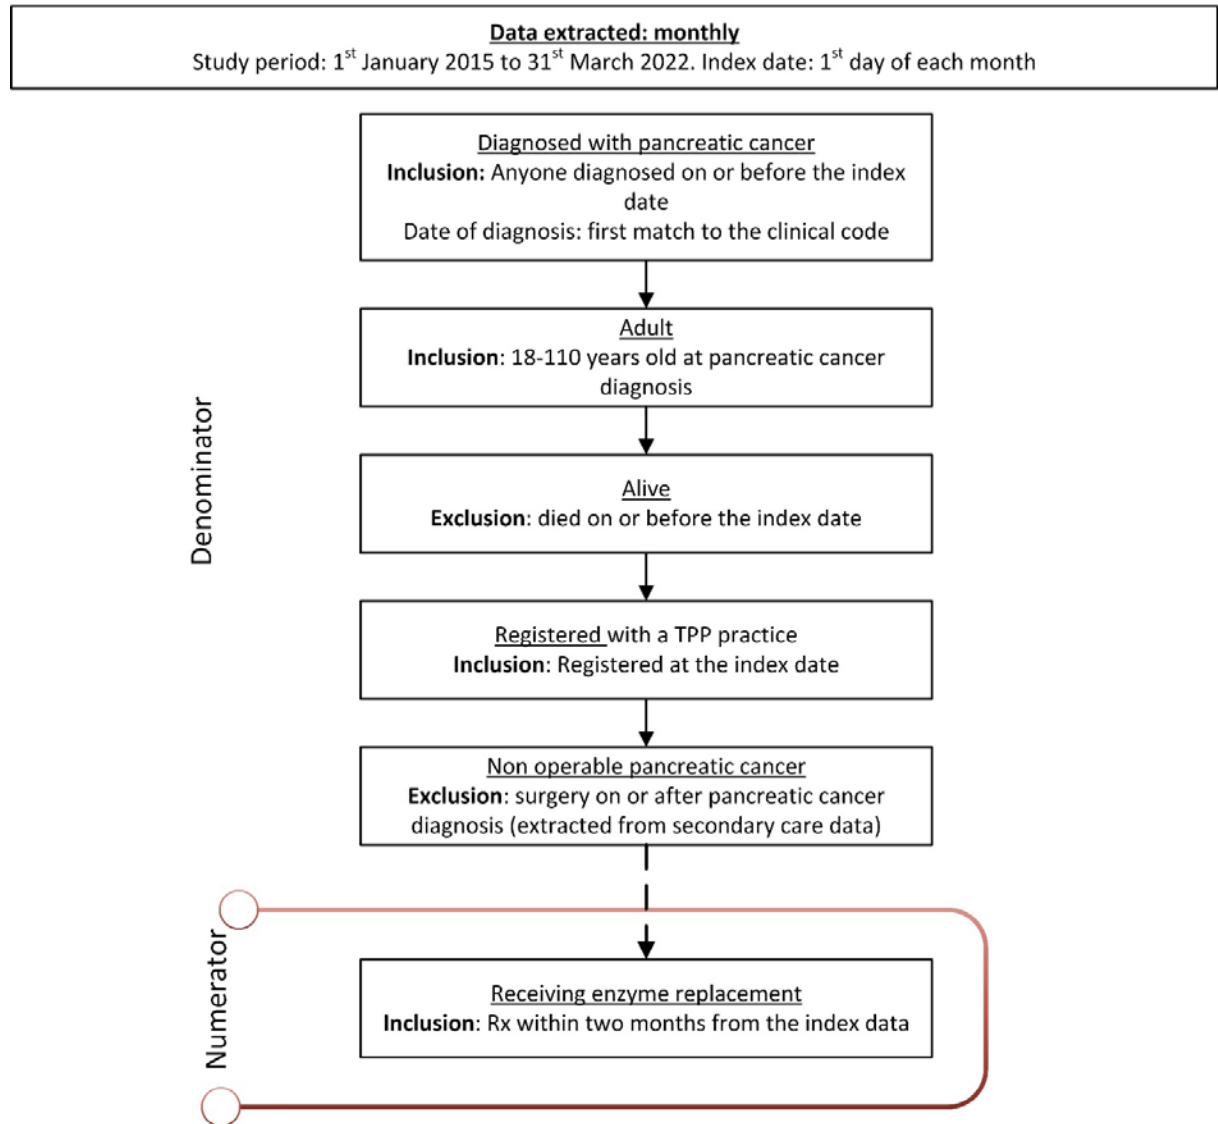 Data extracted: monthly
Study period: 1st January 2015 to 31st March 2022. Index date: 1st day of each month
Diagnosed with pancreatic cancer
Inclusion: Anyone diagnosed on or before the index
date
Date of diagnosis: first match to the clinical code
Adult
Inclusion: 18-110 years old at pancreatic cancer
diagnosis
Alive
Exclusion: died on or before the index date
Registered with a TPP practice
Inclusion: Registered at the index date
Non operable pancreatic cancer
Exclusion: surgery on or after pancreatic cancer
diagnosis (extracted from secondary care data)
Denominator
Receiving enzyme replacement
Inclusion: Rx within two months from the index data
Numerator